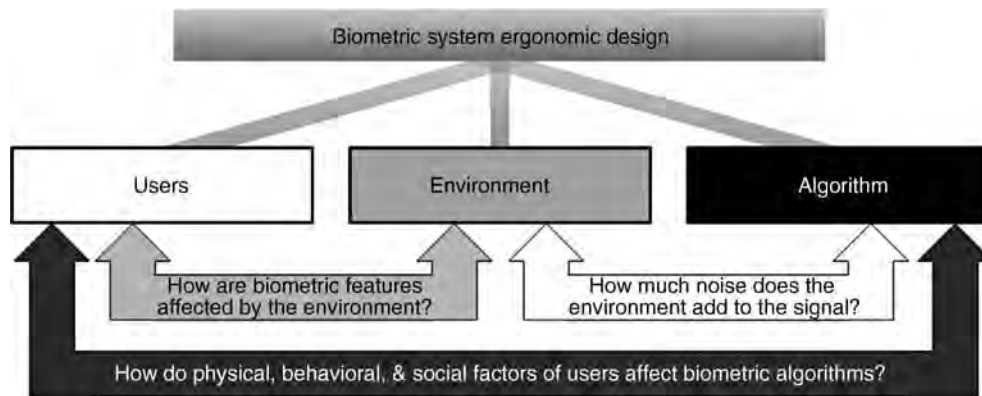 Biometric system ergonomic design
Users
Environment
Algorithm
How are biometric features
affected by the environment?
How much noise does the
environment add to the signal?
How do physical, behavioral, & social factors of users affect biometric algorithms?